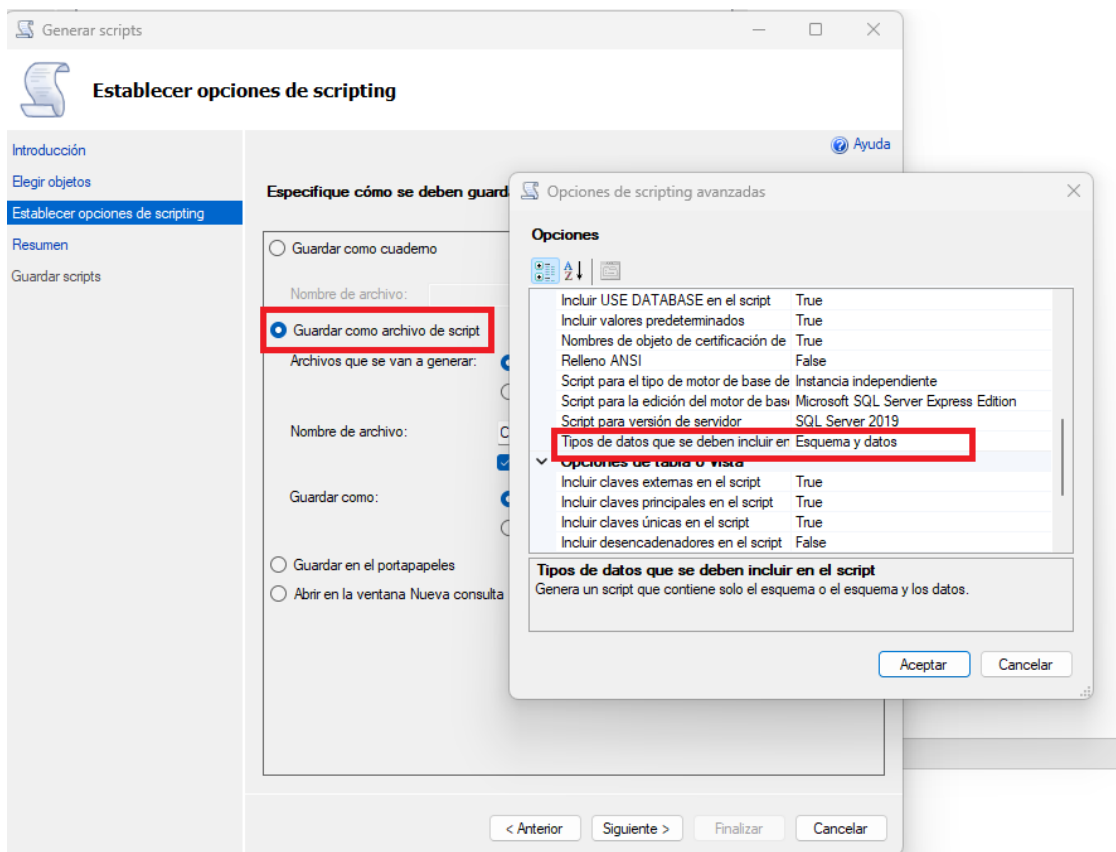 Generar scripts
Establecer opciones de scripting
Ayuda
Introducción
Elegir objetos
Establecer opciones de scripting
Resumen
Guardar scripts
Especifique cómo se deben guard
Guardar como cuaderno
Nombre de archivo:
Guardar como archivo de script
Archivos que se van a generar:
Nombre de archivo:
C
Guardar como:
Guardar en el portapapeles
Abrir en la ventana Nueva consulta
< Anterior
Siguiente >
Finalizar
Cancelar
Opciones de scripting avanzadas
Opciones
Incluir USE DATABASE en el script True
Incluir valores predeterminados True
Nombres de objeto de certificación de True
Relleno ANSI False
Script para el tipo de motor de base de Instancia independiente
Script para la edición del motor de bas Microsoft SQL Server Express Edition
Script para versión de servidor SQL Server 2019
Tipos de datos que se deben incluir en Esquema y datos
Opciones de tabla o vista
Incluir claves externas en el script True
Incluir claves principales en el script True
Incluir claves únicas en el script True
Incluir desencadenadores en el script False
Tipos de datos que se deben incluir en el script
Genera un script que contiene solo el esquema o el esquema y los datos.
Aceptar
Cancelar